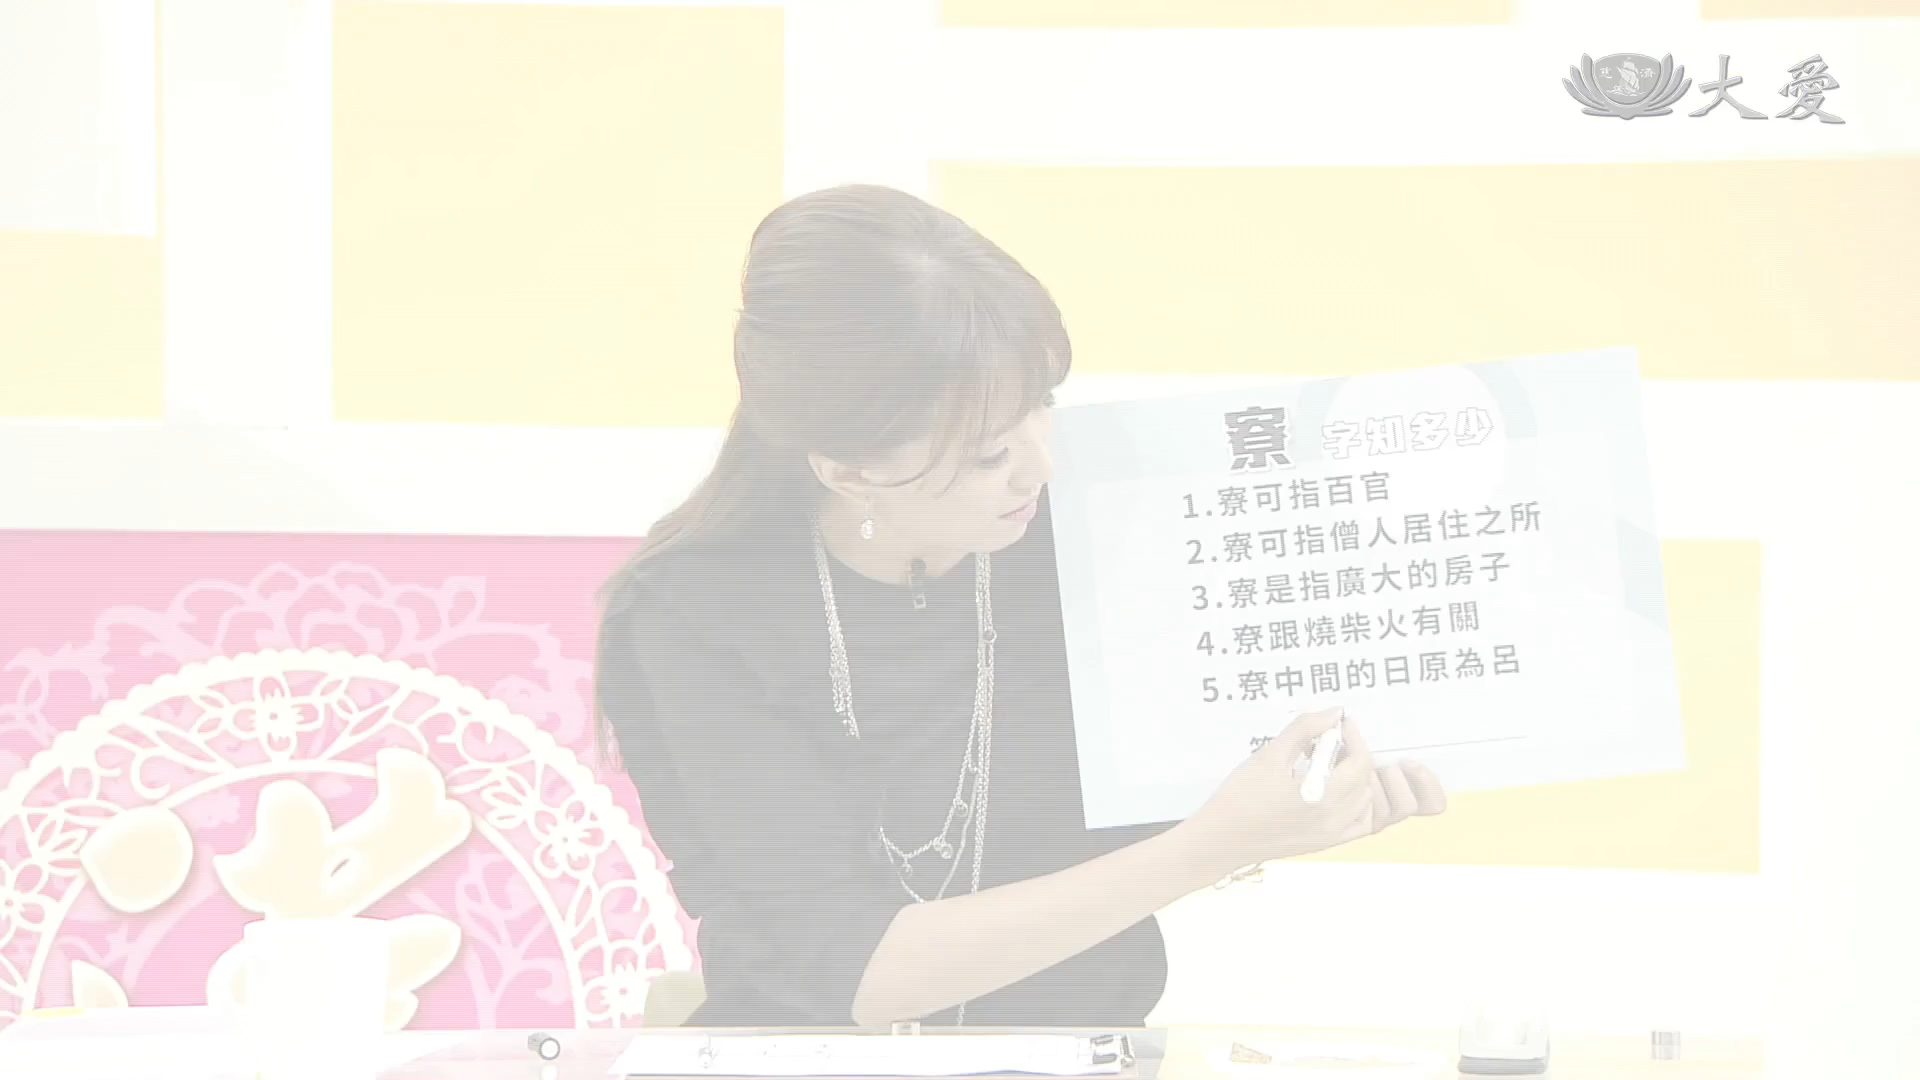 大愛
寮 字知多少
1.寮可指百官
2.寮可指僧人居住之所
3.寮是指廣大的房子
4.尞跟燒柴火有關
5.尞中間的日原為呂